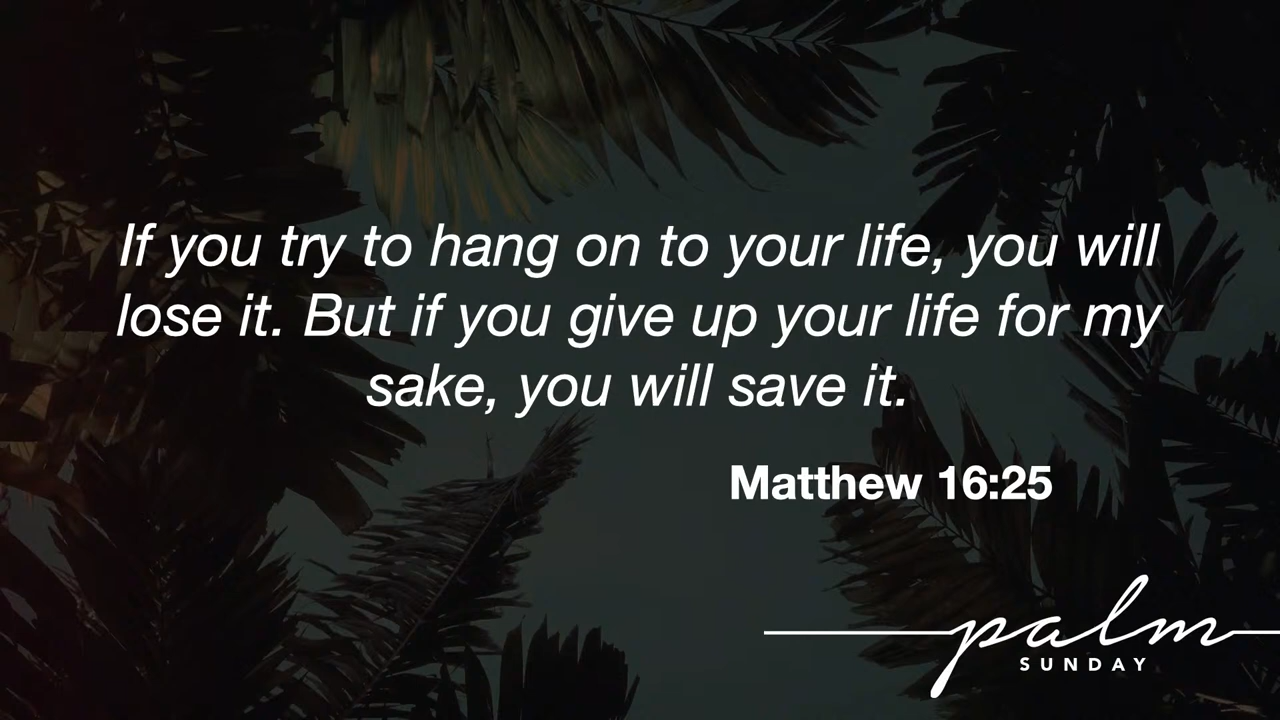 If you try to hang on to your life, you will
lose it. But if you give up your life for my
sake, you will save it.
Matthew 16:25
palm
SUNDAY